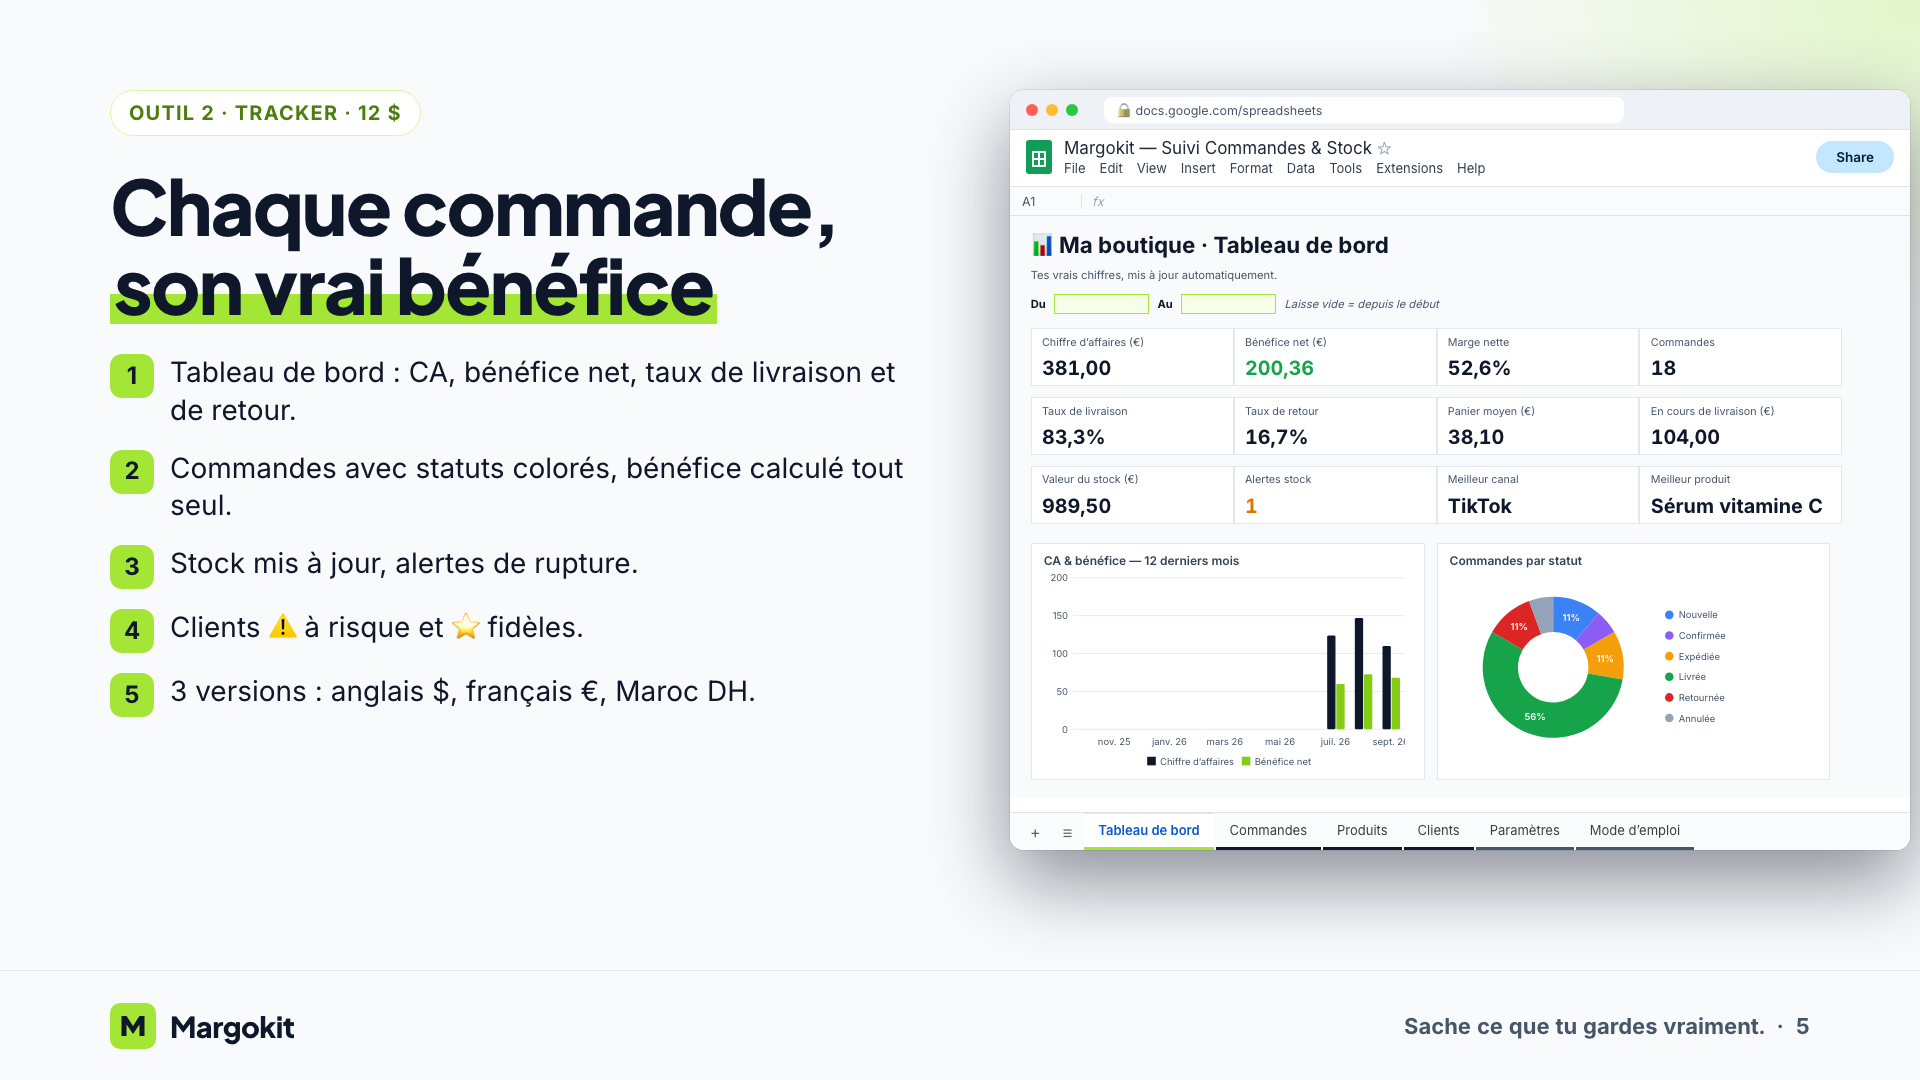 OUTIL 2 · TRACKER · 12 $
Chaque commande,
son vrai bénéfice
1 Tableau de bord : CA, bénéfice net, taux de livraison et
de retour.
2 Commandes avec statuts colorés, bénéfice calculé tout
seul.
3 Stock mis à jour, alertes de rupture.
4 Clients ⚠️ à risque et ⭐ fidèles.
5 3 versions : anglais $, français €, Maroc DH.
docs.google.com/spreadsheets
Margokit — Suivi Commandes & Stock ☆
File Edit View Insert Format Data Tools Extensions Help
Share
A1 fx
📊 Ma boutique · Tableau de bord
Tes vrais chiffres, mis à jour automatiquement.
Du Au Laisse vide = depuis le début
Chiffre d'affaires (€) Bénéfice net (€) Marge nette Commandes
381,00 200,36 52,6% 18
Taux de livraison Taux de retour Panier moyen (€) En cours de livraison (€)
83,3% 16,7% 38,10 104,00
Valeur du stock (€) Alertes stock Meilleur canal Meilleur produit
989,50 1 TikTok Sérum vitamine C
CA & bénéfice — 12 derniers mois
200
150
100
50
0
nov. 25 janv. 26 mars 26 mai 26 juil. 26 sept. 26
Chiffre d'affaires Bénéfice net
Commandes par statut
11%
11%
11%
56%
Nouvelle
Confirmée
Expédiée
Livrée
Retournée
Annulée
+ ≡ Tableau de bord Commandes Produits Clients Paramètres Mode d'emploi
M Margokit
Sache ce que tu gardes vraiment. · 5